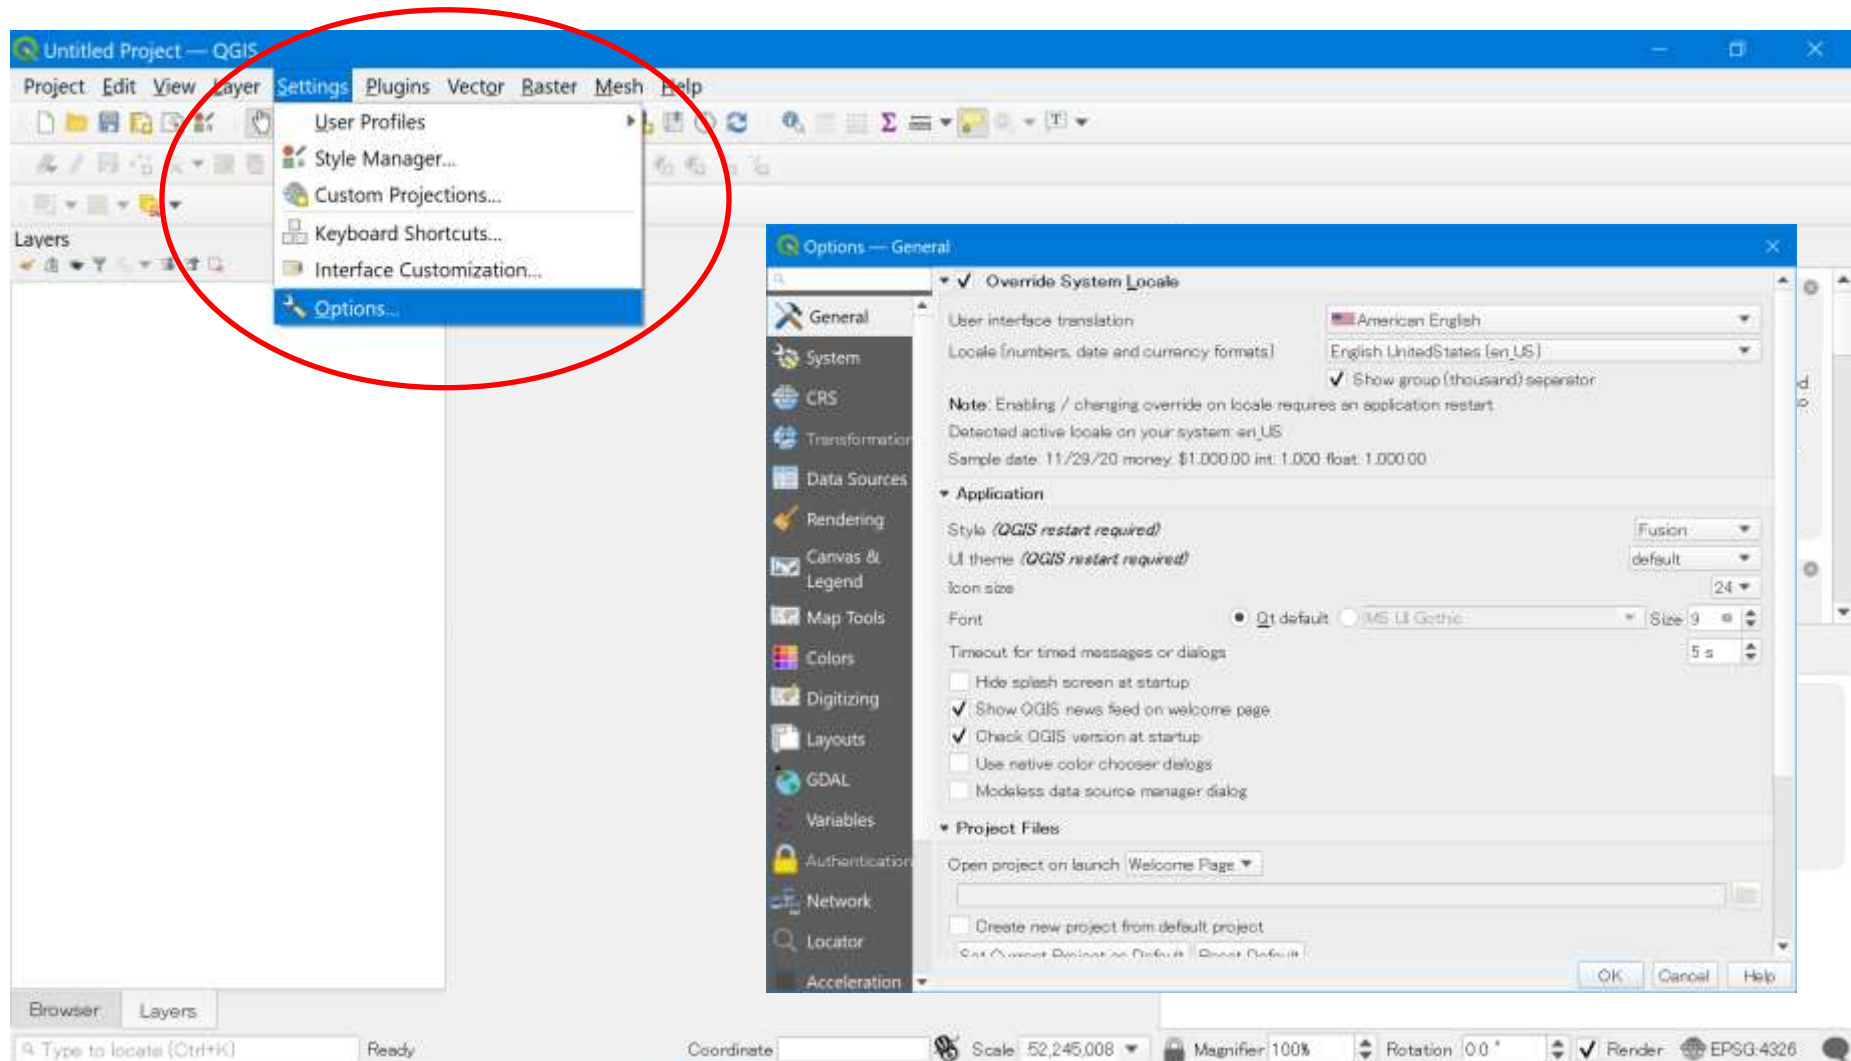 Untitled Project — QGIS
Project Edit View Layer Settings Plugins Vector Raster Mesh Help
User Profiles
Style Manager...
Custom Projections...
Keyboard Shortcuts...
Interface Customization...
Options...
Layers
Options — General
General
System
CRS
Transformation
Data Sources
Rendering
Canvas &
Legend
Map Tools
Colors
Digitizing
Layouts
GDAL
Variables
Authentication
Network
Locator
Acceleration
Override System Locale
User interface translation American English
Locale (numbers, date and currency formats) English UnitedStates (en_US)
Show group (thousand) separator
Note: Enabling / changing override on locale requires an application restart
Detected active locale on your system: en_US
Sample date: 11/29/20 money: $1,000.00 int: 1,000 float: 1,000.00
Application
Style (QGIS restart required) Fusion
UI theme (QGIS restart required) default
Icon size 24
Font Qt default MS UI Gothic Size 9
Timeout for timed messages or dialogs 5 s
Hide splash screen at startup
Show QGIS news feed on welcome page
Check QGIS version at startup
Use native color chooser dialogs
Modeless data source manager dialog
Project Files
Open project on launch Welcome Page
Create new project from default project
Set Current Project as Default Reset Default
OK Cancel Help
Browser Layers
Type to locate (Ctrl+K) Ready Coordinate Scale 52,245,008 Magnifier 100% Rotation 0.0 ° Render EPSG:4326